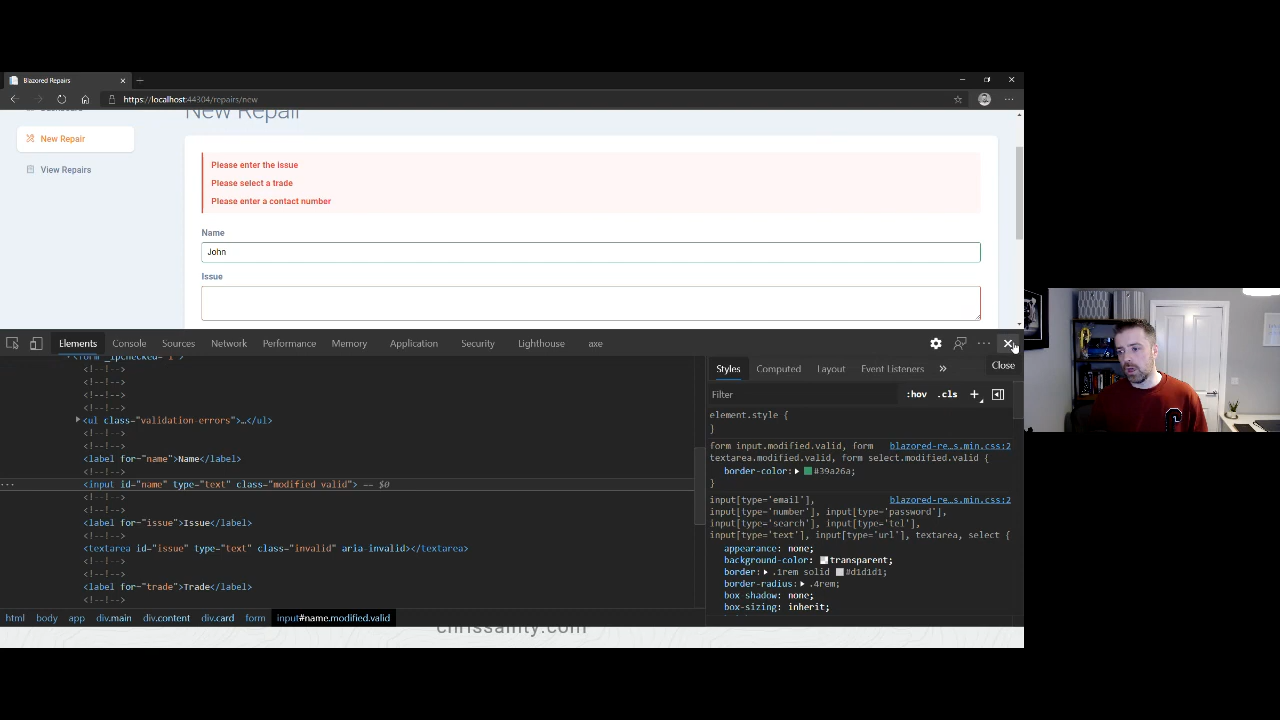 Blazored Repairs
https://localhost:44304/repairs/new
New Repair
New Repair
View Repairs
Please enter the issue
Please select a trade
Please enter a contact number
Name
John
Issue
Elements Console Sources Network Performance Memory Application Security Lighthouse axe
Close
<!--!-->
<!--!-->
<!--!-->
<!--!-->
<ul class="validation-errors">…</ul>
<!--!-->
<!--!-->
<label for="name">Name</label>
<!--!-->
<input id="name" type="text" class="modified valid"> == $0
<!--!-->
<!--!-->
<label for="issue">Issue</label>
<!--!-->
<textarea id="issue" type="text" class="invalid" aria-invalid></textarea>
<!--!-->
<!--!-->
<label for="trade">Trade</label>
<!--!-->
html body app div.main div.content div.card form input#name.modified.valid
Styles Computed Layout Event Listeners »
Filter :hov .cls +
element.style {
}
form input.modified.valid, form blazored-re…s.min.css:2
textarea.modified.valid, form select.modified.valid {
border-color: #39a26a;
}
input[type='email'], blazored-re…s.min.css:2
input[type='number'], input[type='password'],
input[type='search'], input[type='tel'],
input[type='text'], input[type='url'], textarea, select {
appearance: none;
background-color: transparent;
border: .1rem solid #d1d1d1;
border-radius: .4rem;
box-shadow: none;
box-sizing: inherit;
chrissainty.com